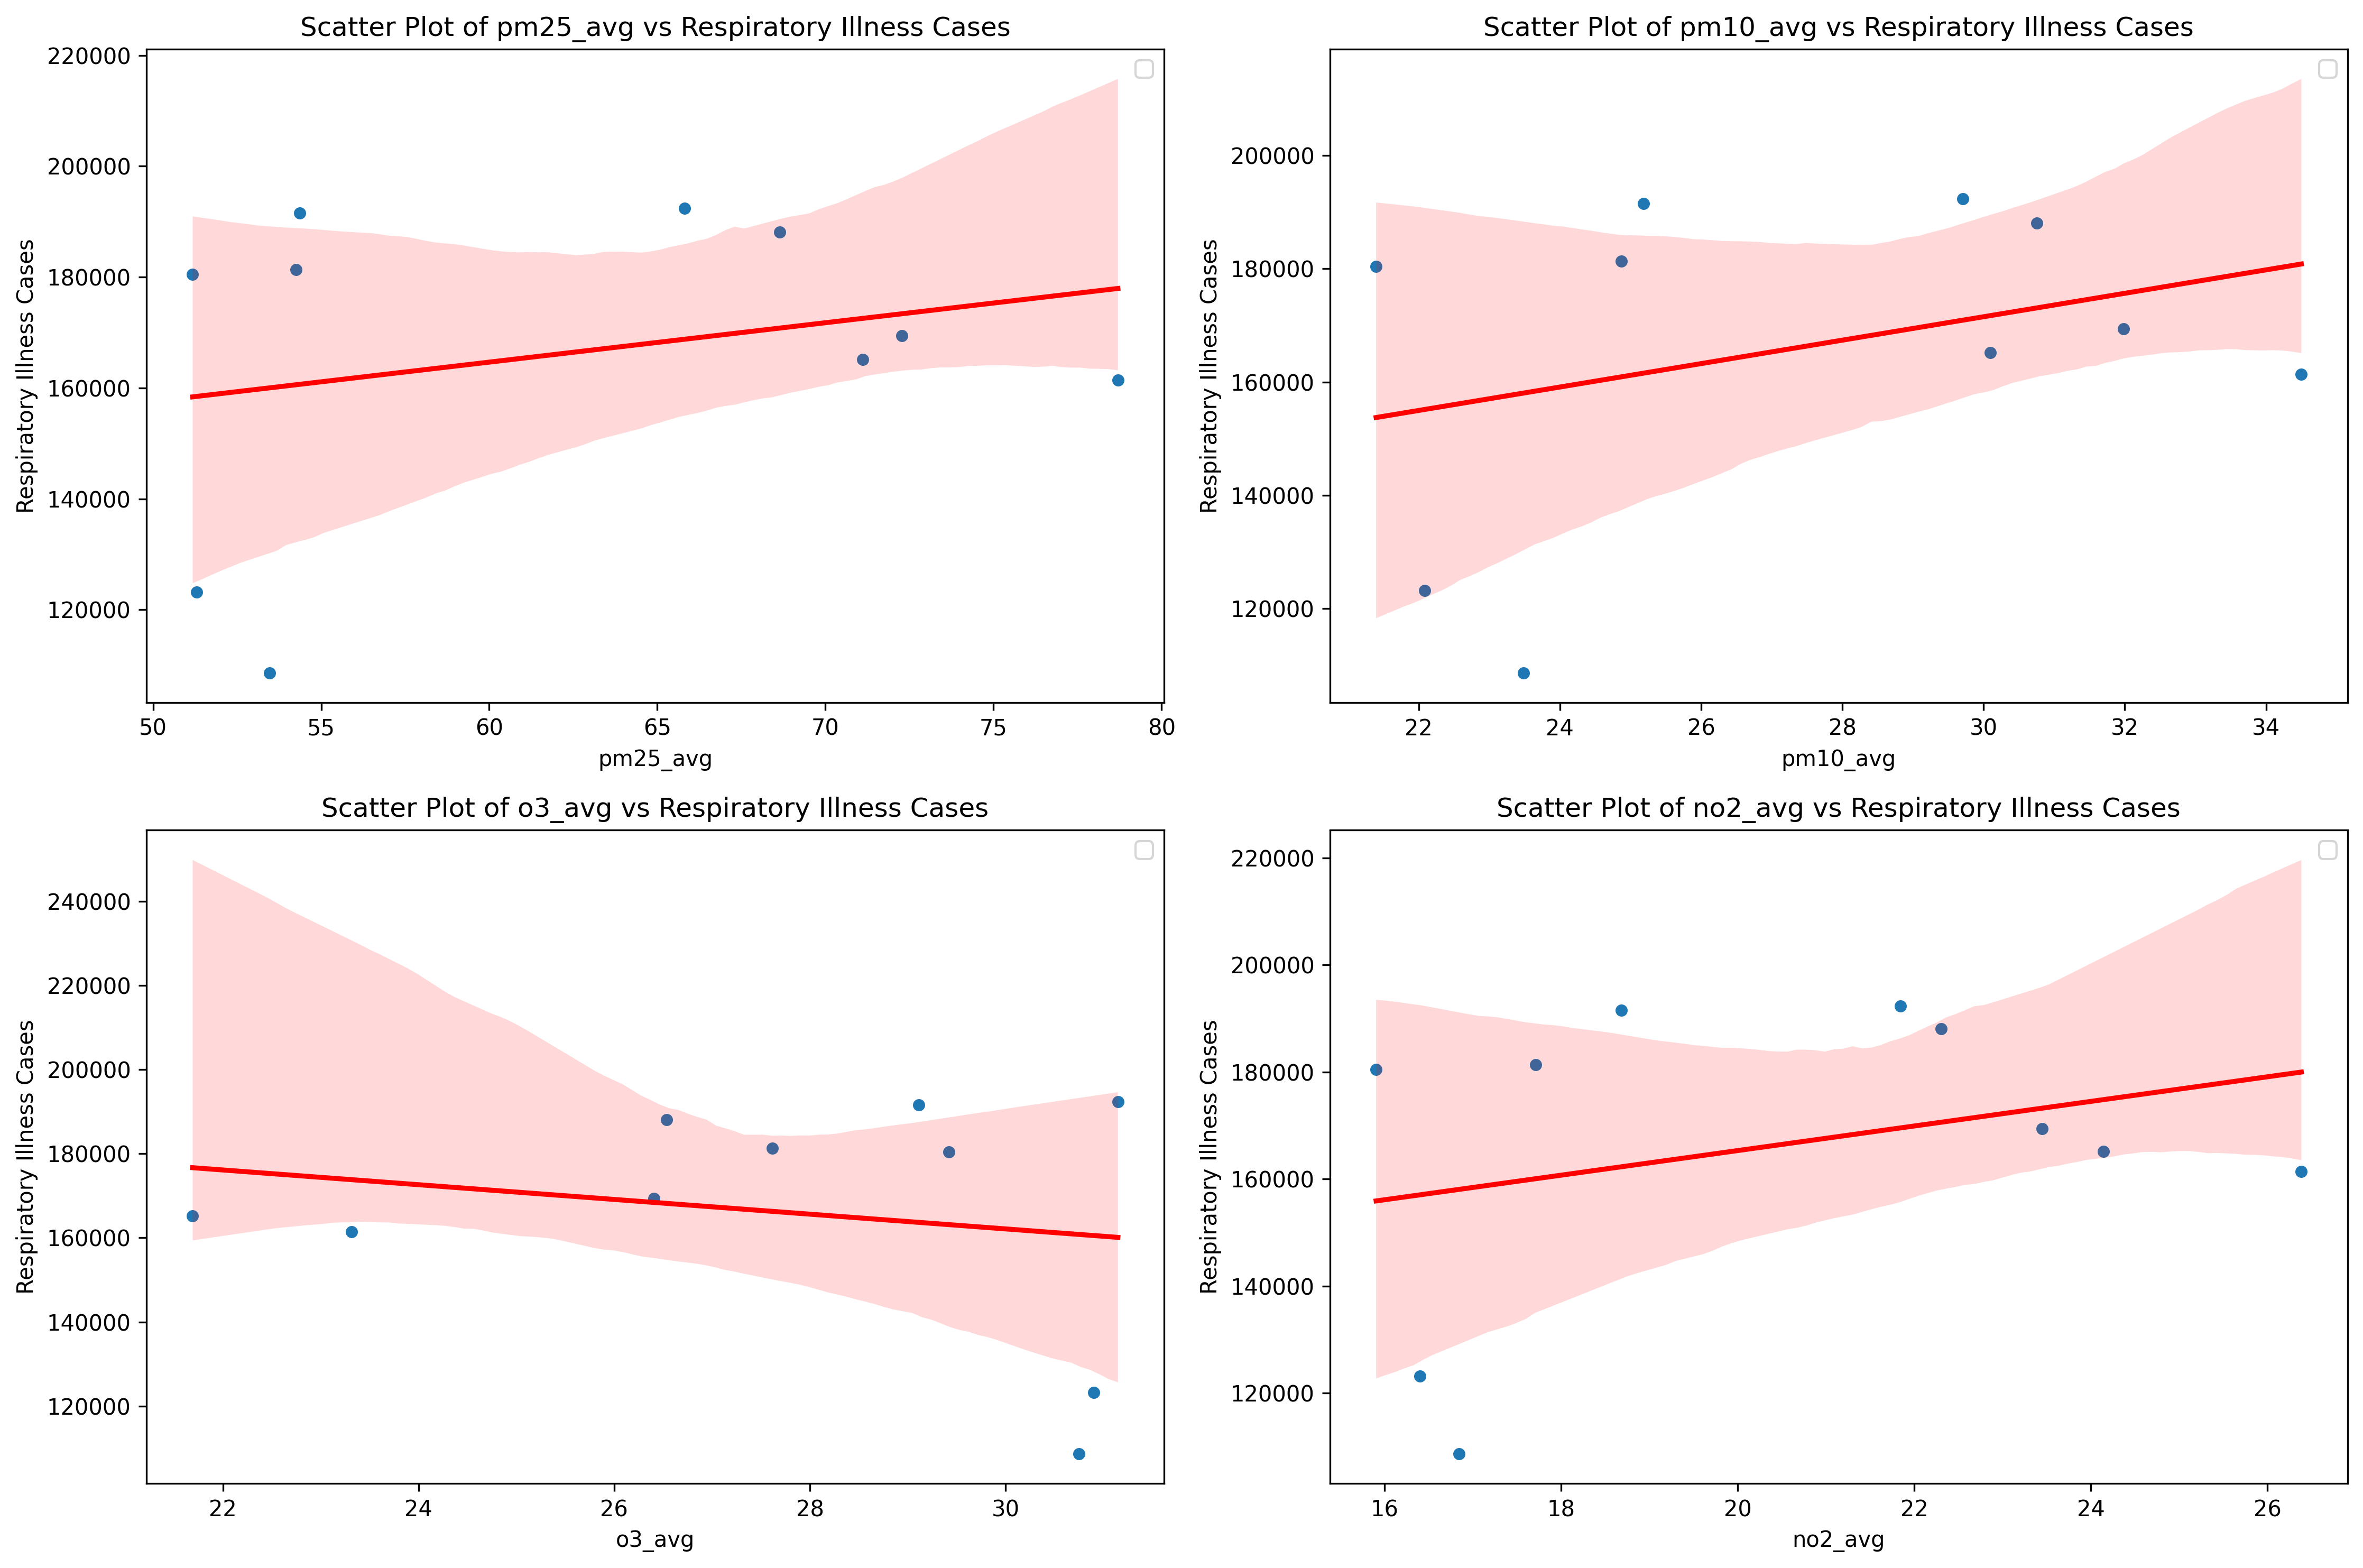 Scatter Plot of pm25_avg vs Respiratory Illness Cases
220000
200000
180000
160000
140000
120000
Respiratory Illness Cases
50 55 60 65 70 75 80
pm25_avg
Scatter Plot of pm10_avg vs Respiratory Illness Cases
200000
180000
160000
140000
120000
Respiratory Illness Cases
22 24 26 28 30 32 34
pm10_avg
Scatter Plot of o3_avg vs Respiratory Illness Cases
240000
220000
200000
180000
160000
140000
120000
Respiratory Illness Cases
22 24 26 28 30
o3_avg
Scatter Plot of no2_avg vs Respiratory Illness Cases
220000
200000
180000
160000
140000
120000
Respiratory Illness Cases
16 18 20 22 24 26
no2_avg